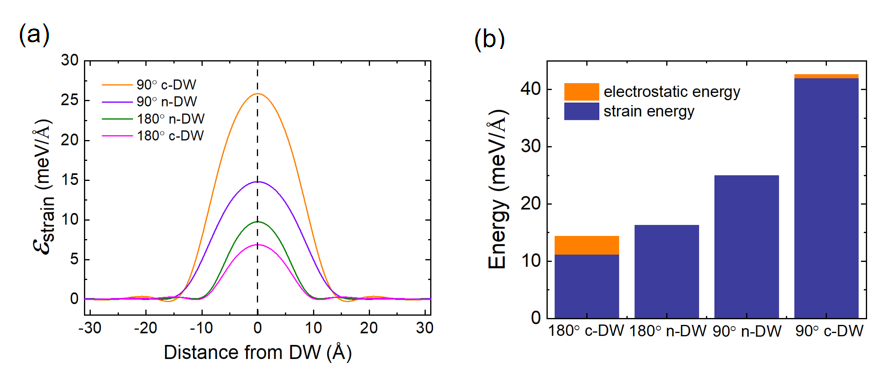 (a)
30
25
20
15
10
5
0
ℰstrain (meV/Å)
90° c-DW
90° n-DW
180° n-DW
180° c-DW
-30 -20 -10 0 10 20 30
Distance from DW (Å)
(b)
40
30
20
10
0
Energy (meV/Å)
electrostatic energy
strain energy
180° c-DW 180° n-DW 90° n-DW 90° c-DW